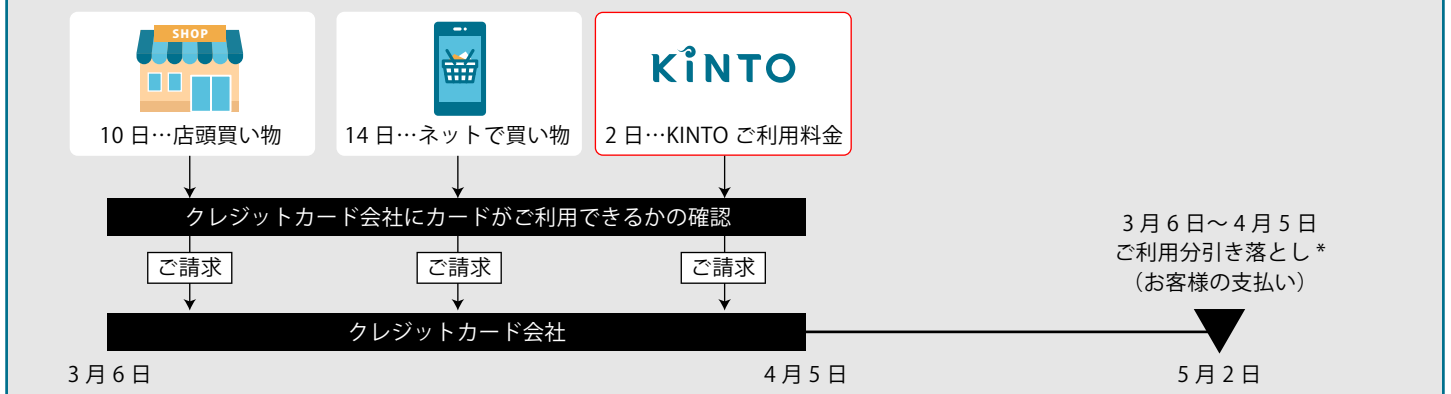 SHOP
KINTO
10 日…店頭買い物
14 日…ネットで買い物
2 日…KINTO ご利用料金
クレジットカード会社にカードがご利用できるかの確認
ご請求
ご請求
ご請求
3 月 6 日～ 4 月 5 日
ご利用分引き落とし *
（お客様の支払い）
クレジットカード会社
3 月 6 日
4 月 5 日
5 月 2 日